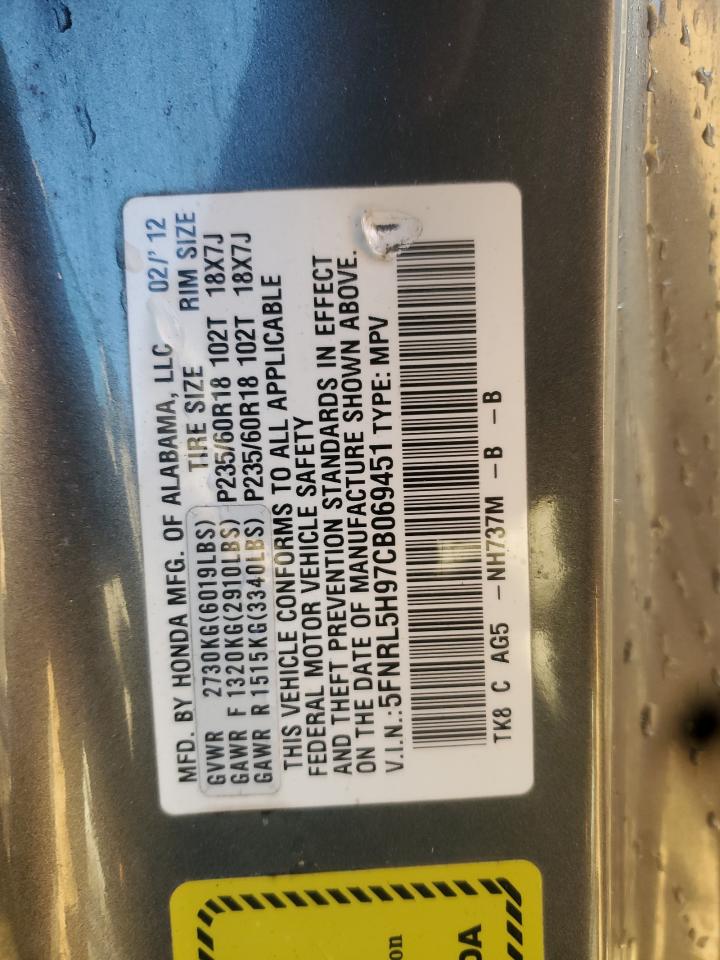 MFD. BY HONDA MFG. OF ALABAMA, LLC 02/' 12
TIRE SIZE RIM SIZE
GVWR 2730KG(6019LBS)
GAWR F 1320KG(2910LBS) P235/60R18 102T 18X7J
GAWR R 1515KG(3340LBS) P235/60R18 102T 18X7J
THIS VEHICLE CONFORMS TO ALL APPLICABLE
FEDERAL MOTOR VEHICLE SAFETY
AND THEFT PREVENTION STANDARDS IN EFFECT
ON THE DATE OF MANUFACTURE SHOWN ABOVE.
V.I.N.:5FNRL5H97CB069451 TYPE: MPV
TK8 C AG5 -NH737M -B -B
on
DA